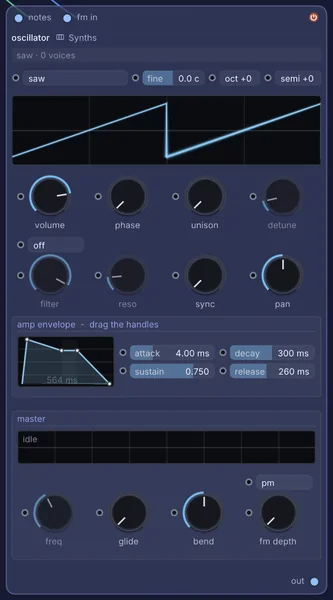 notes fm in
oscillator Synths
saw · 0 voices
saw fine 0.0 c oct +0 semi +0
volume phase unison detune
off
filter reso sync pan
amp envelope - drag the handles
attack 4.00 ms decay 300 ms
sustain 0.750 release 260 ms
564 ms
master
idle
pm
freq glide bend fm depth
out